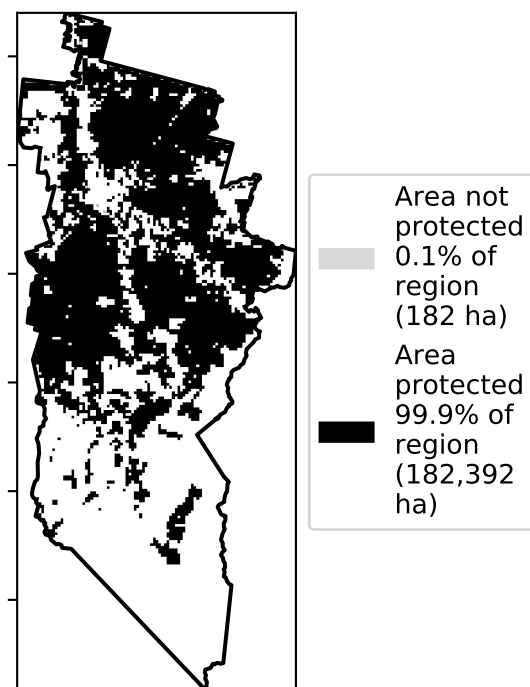 Area not
protected
0.1% of
region
(182 ha)
Area
protected
99.9% of
region
(182,392
ha)